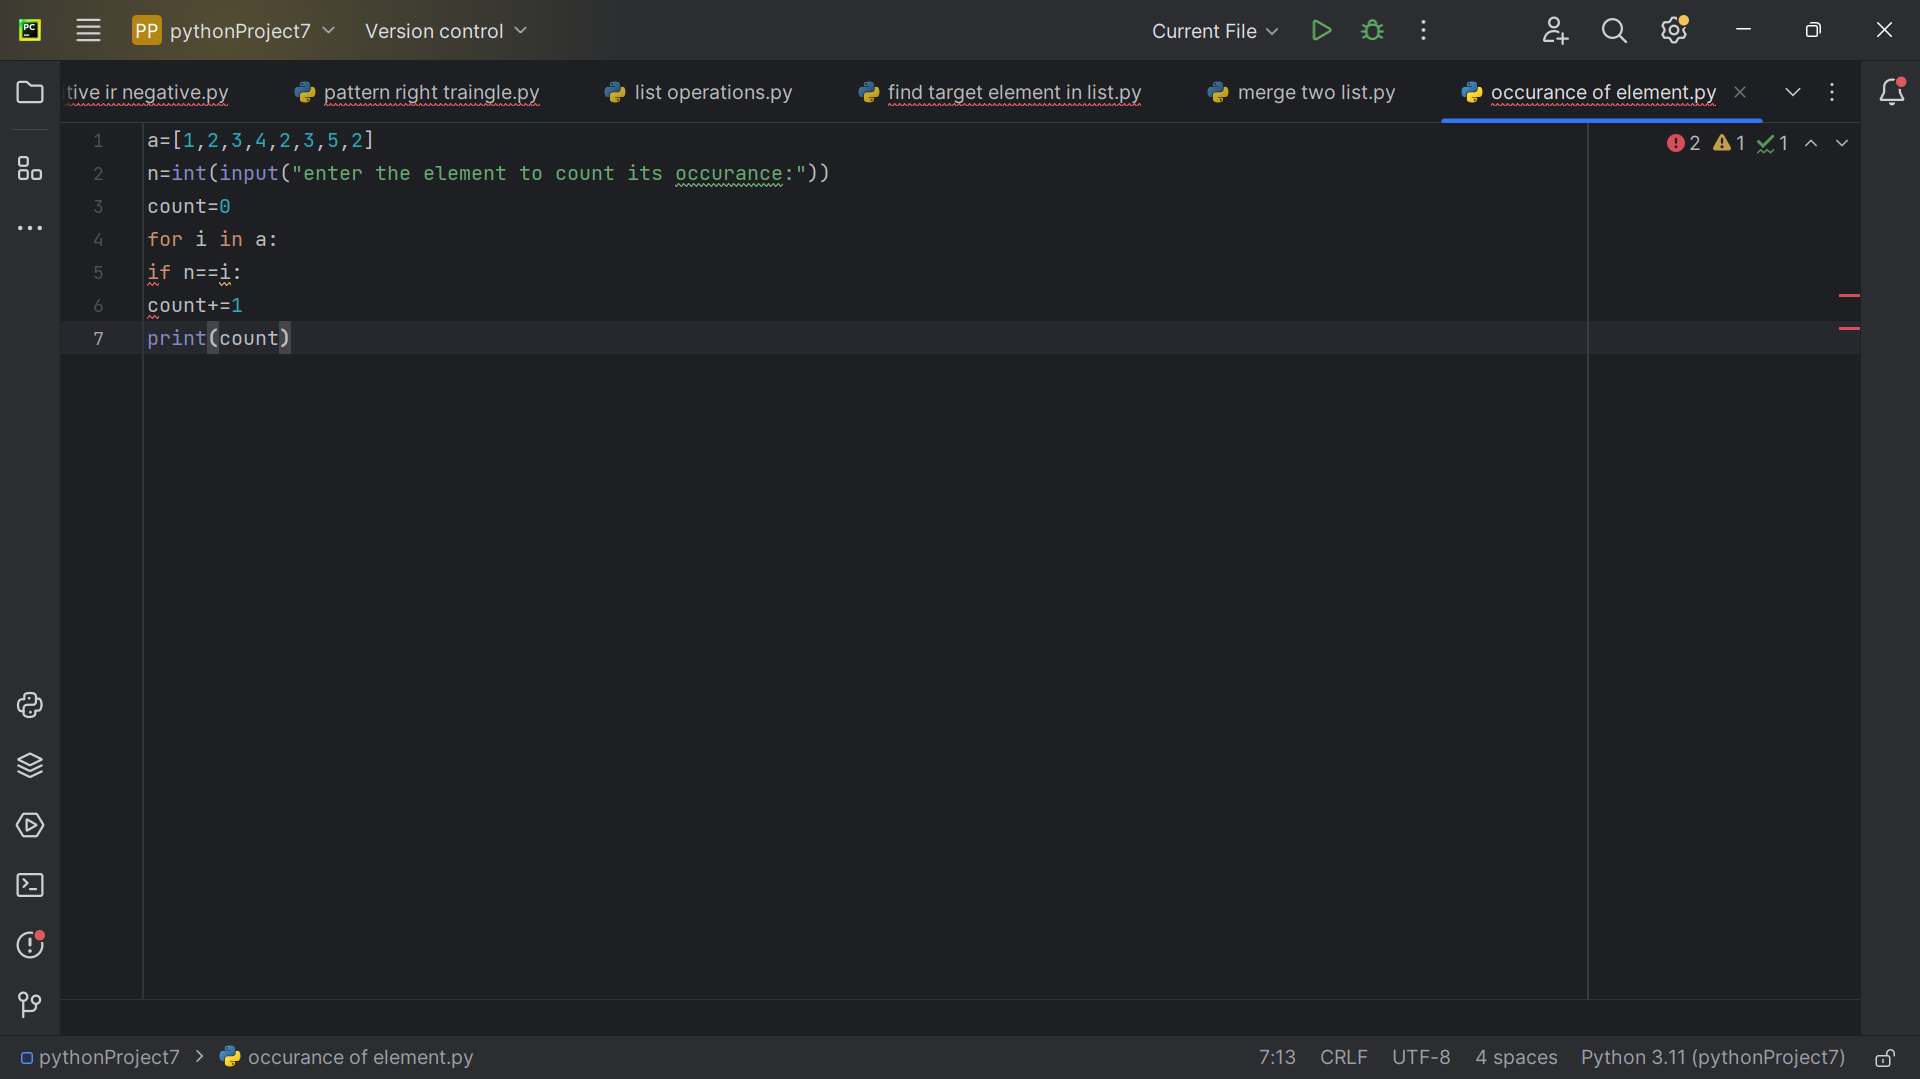 PC
PP pythonProject7 Version control Current File
tive ir negative.py pattern right traingle.py list operations.py find target element in list.py merge two list.py occurance of element.py
2 1 1
1 a=[1,2,3,4,2,3,5,2]
2 n=int(input("enter the element to count its occurance:"))
3 count=0
4 for i in a:
5 if n==i:
6 count+=1
7 print(count)
pythonProject7 > occurance of element.py 7:13 CRLF UTF-8 4 spaces Python 3.11 (pythonProject7)